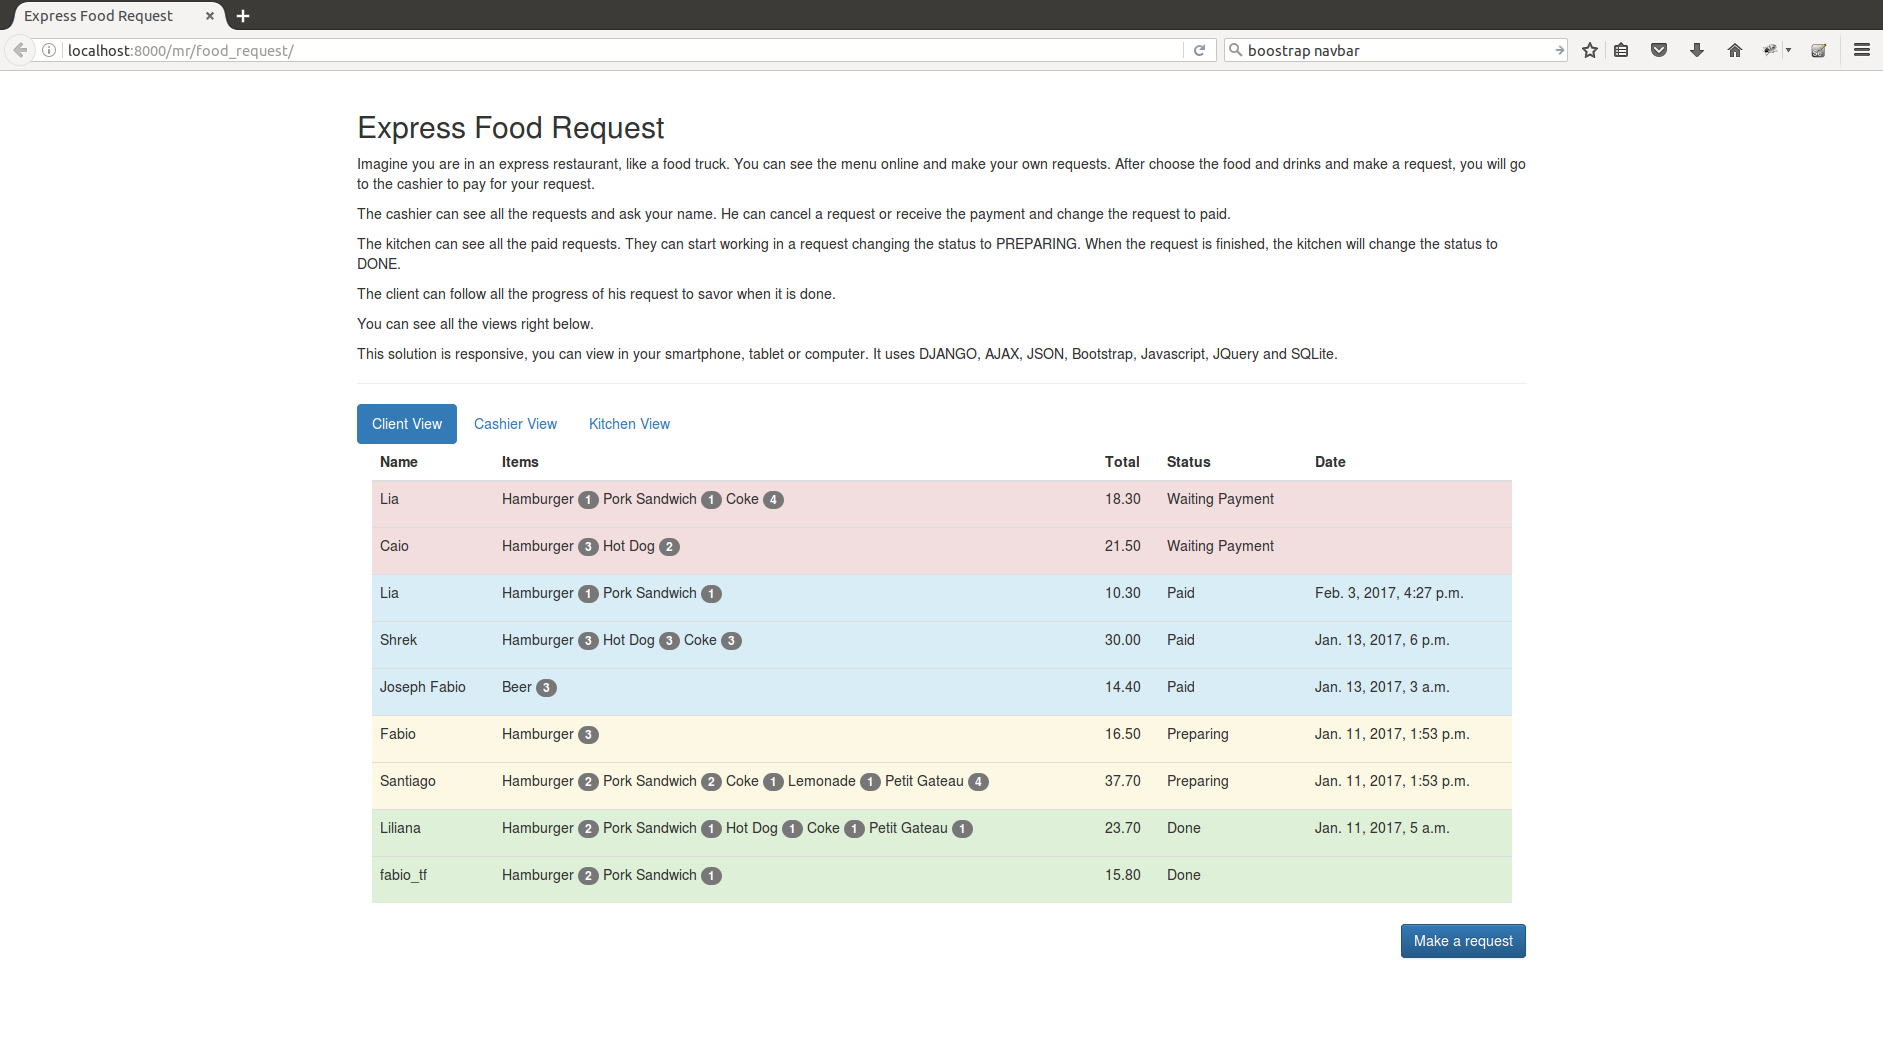 Express Food Request
localhost:8000/mr/food_request/
boostrap navbar
Express Food Request
Imagine you are in an express restaurant, like a food truck. You can see the menu online and make your own requests. After choose the food and drinks and make a request, you will go
to the cashier to pay for your request.
The cashier can see all the requests and ask your name. He can cancel a request or receive the payment and change the request to paid.
The kitchen can see all the paid requests. They can start working in a request changing the status to PREPARING. When the request is finished, the kitchen will change the status to
DONE.
The client can follow all the progress of his request to savor when it is done.
You can see all the views right below.
This solution is responsive, you can view in your smartphone, tablet or computer. It uses DJANGO, AJAX, JSON, Bootstrap, Javascript, JQuery and SQLite.
Client View Cashier View Kitchen View
Name Items Total Status Date
Lia Hamburger 1 Pork Sandwich 1 Coke 4 18.30 Waiting Payment
Caio Hamburger 3 Hot Dog 2 21.50 Waiting Payment
Lia Hamburger 1 Pork Sandwich 1 10.30 Paid Feb. 3, 2017, 4:27 p.m.
Shrek Hamburger 3 Hot Dog 3 Coke 3 30.00 Paid Jan. 13, 2017, 6 p.m.
Joseph Fabio Beer 3 14.40 Paid Jan. 13, 2017, 3 a.m.
Fabio Hamburger 3 16.50 Preparing Jan. 11, 2017, 1:53 p.m.
Santiago Hamburger 2 Pork Sandwich 2 Coke 1 Lemonade 1 Petit Gateau 4 37.70 Preparing Jan. 11, 2017, 1:53 p.m.
Liliana Hamburger 2 Pork Sandwich 1 Hot Dog 1 Coke 1 Petit Gateau 1 23.70 Done Jan. 11, 2017, 5 a.m.
fabio_tf Hamburger 2 Pork Sandwich 1 15.80 Done
Make a request